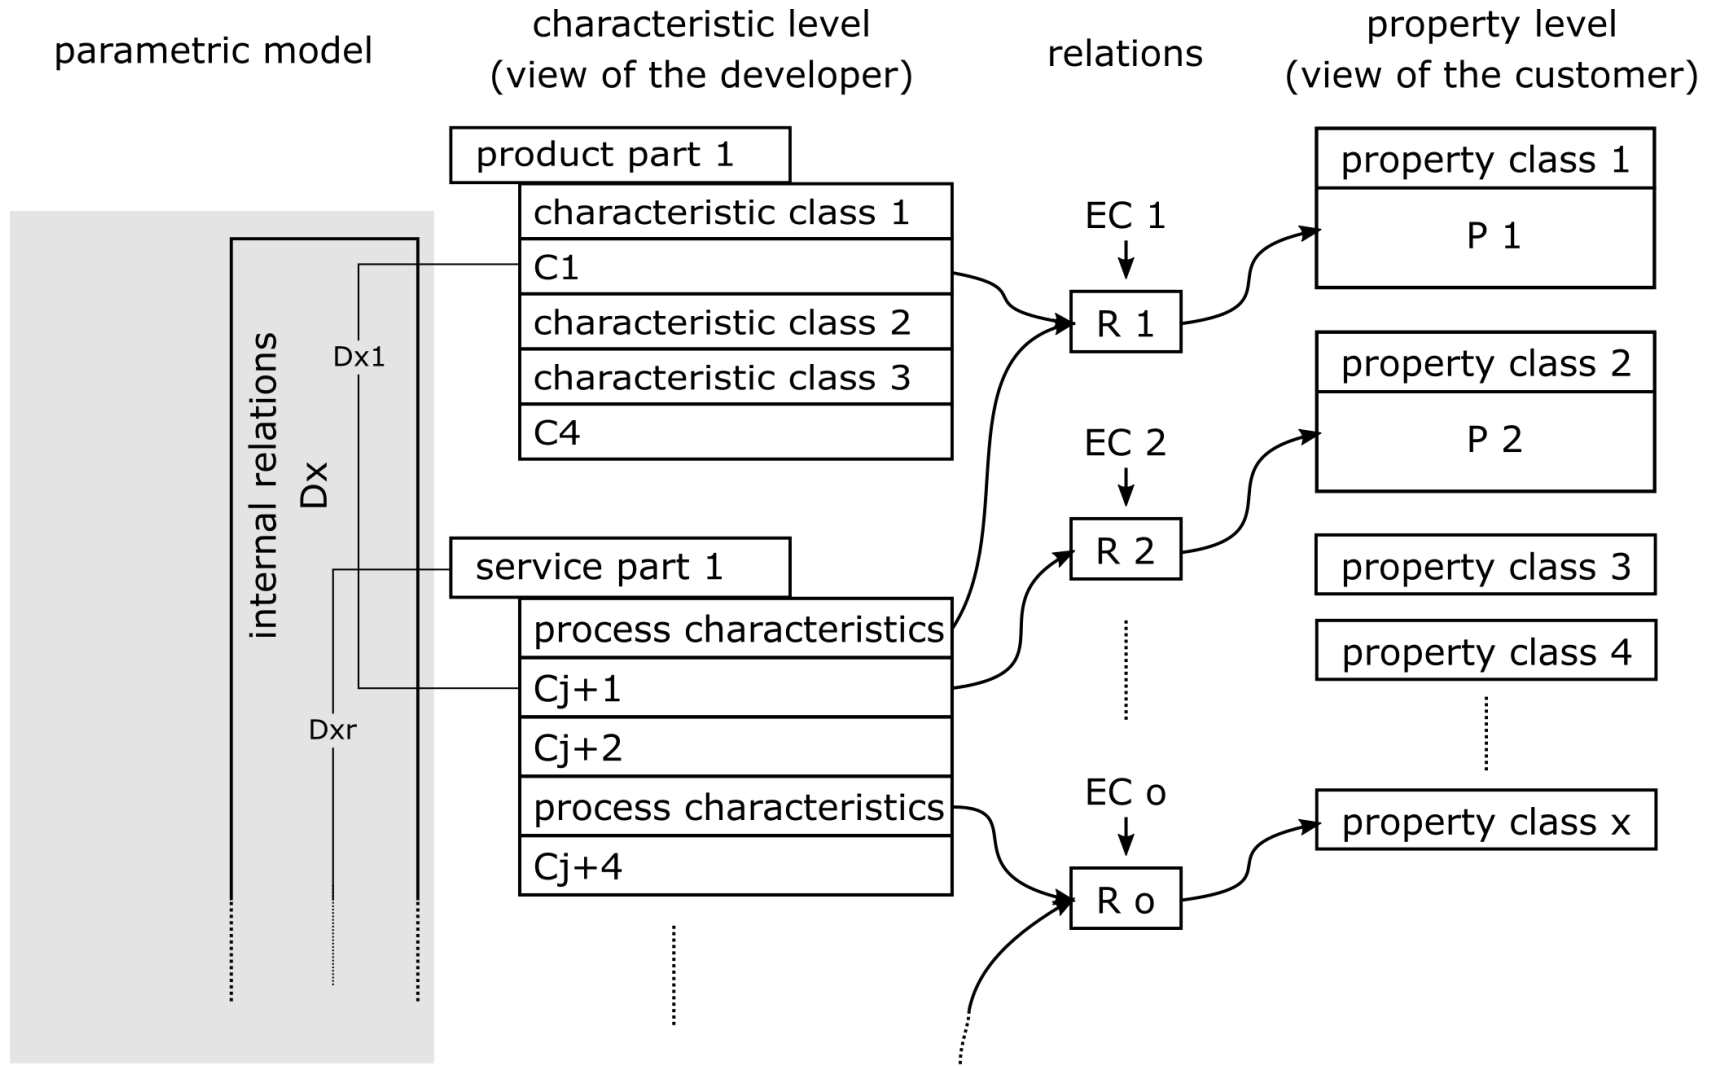 parametric model
characteristic level
(view of the developer)
relations
property level
(view of the customer)
product part 1
characteristic class 1
C1
characteristic class 2
characteristic class 3
C4
service part 1
process characteristics
Cj+1
Cj+2
process characteristics
Cj+4
internal relations
Dx
Dx1
Dxr
EC 1
R 1
EC 2
R 2
EC o
R o
property class 1
P 1
property class 2
P 2
property class 3
property class 4
property class x